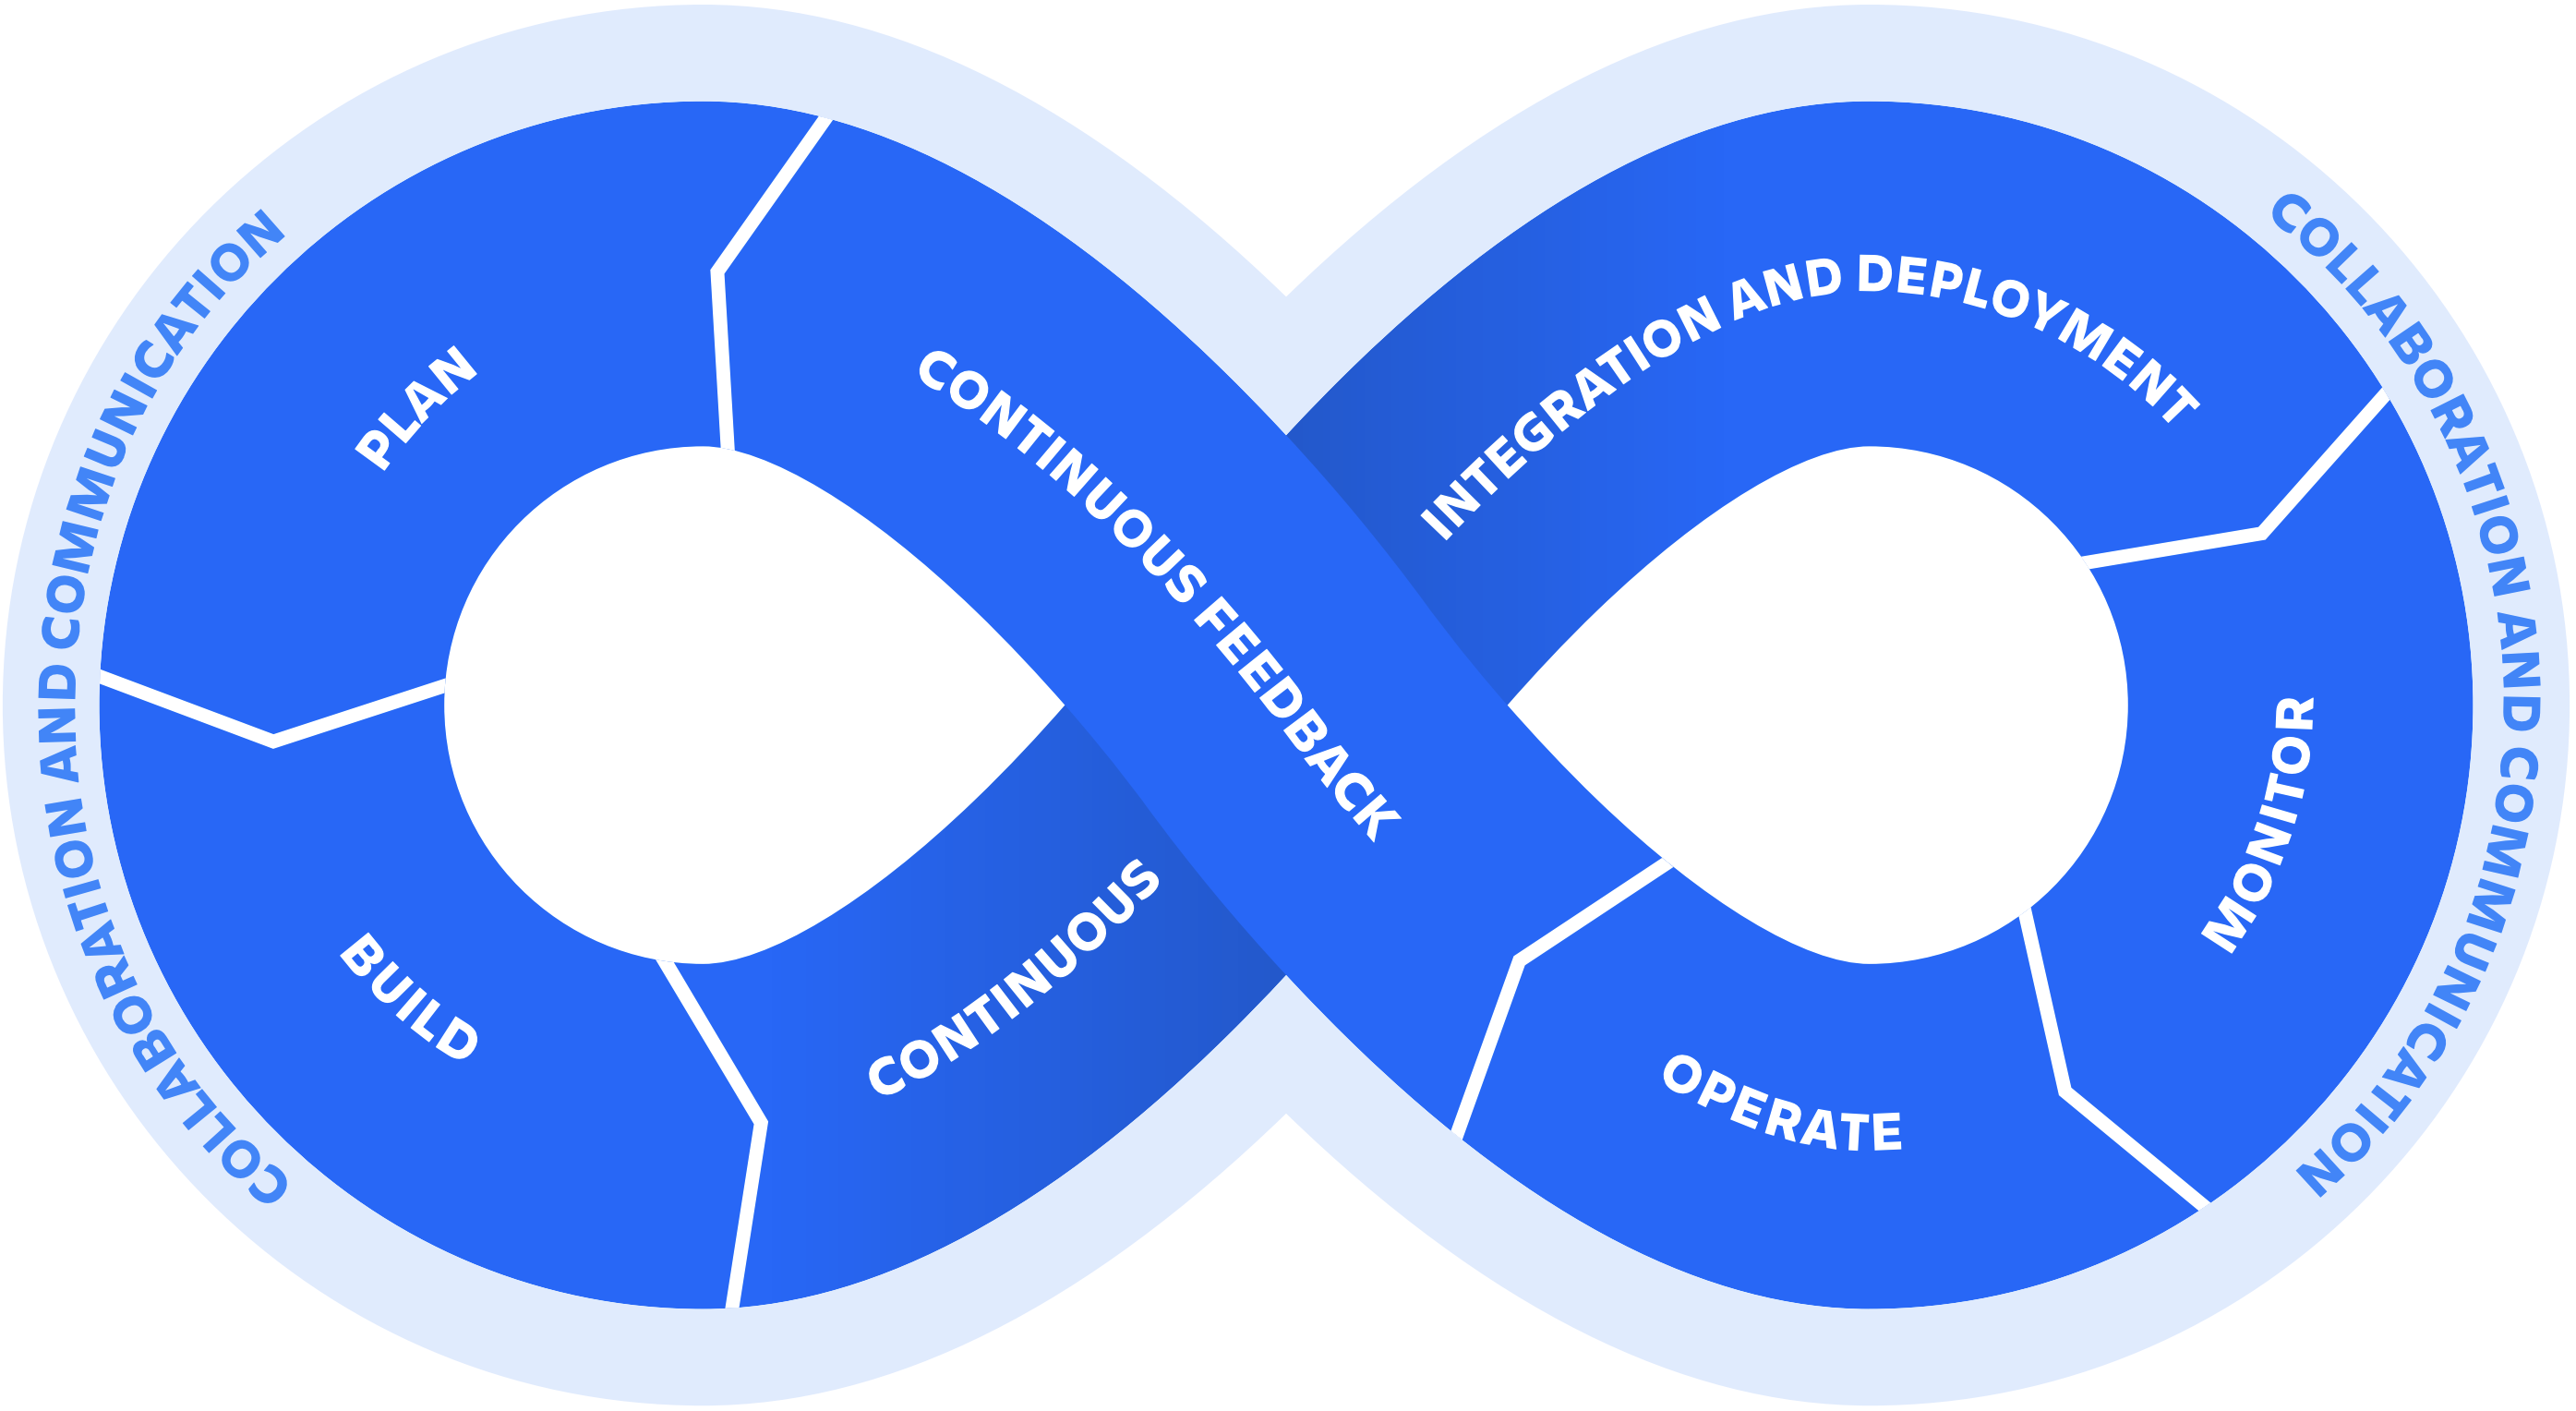 COLLABORATION AND COMMUNICATION
PLAN
BUILD
CONTINUOUS
INTEGRATION AND DEPLOYMENT
MONITOR
OPERATE
CONTINUOUS FEEDBACK
COLLABORATION AND COMMUNICATION